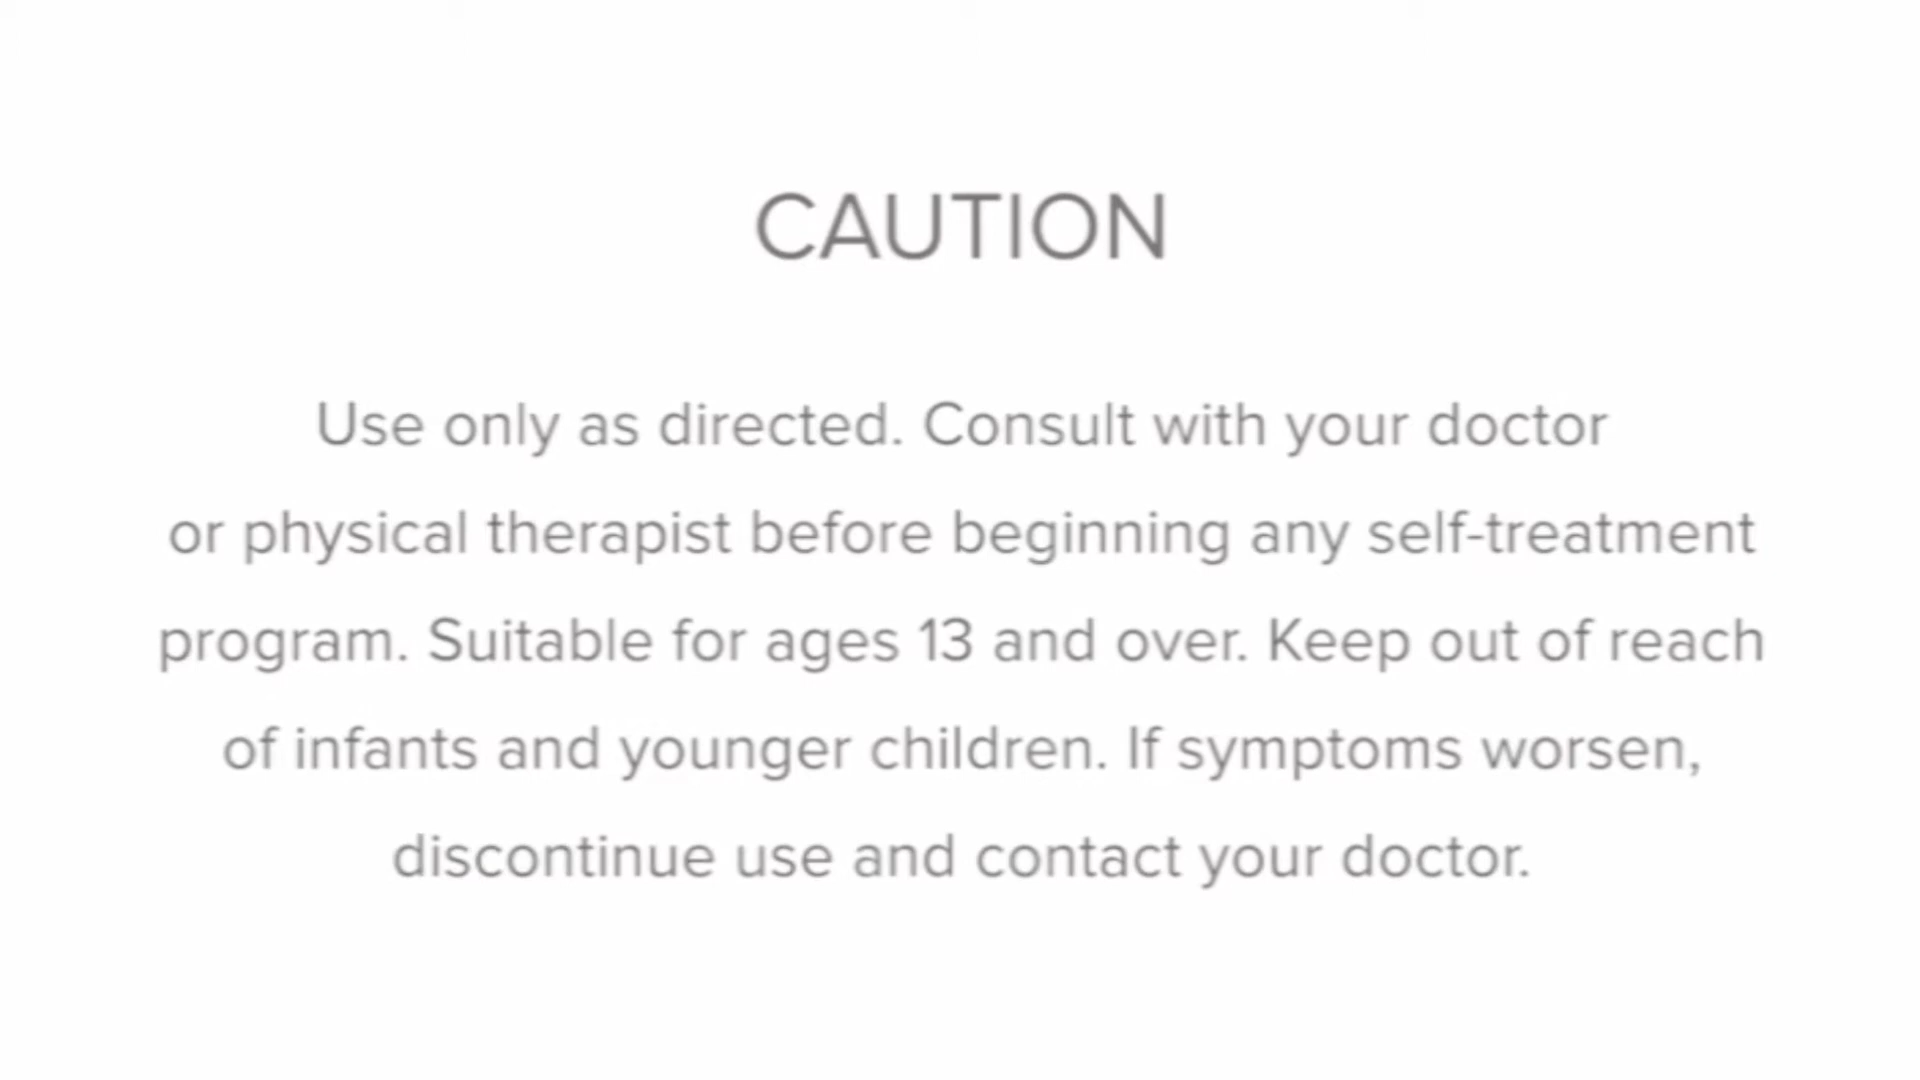 CAUTION
Use only as directed. Consult with your doctor
or physical therapist before beginning any self-treatment
program. Suitable for ages 13 and over. Keep out of reach
of infants and younger children. If symptoms worsen,
discontinue use and contact your doctor.